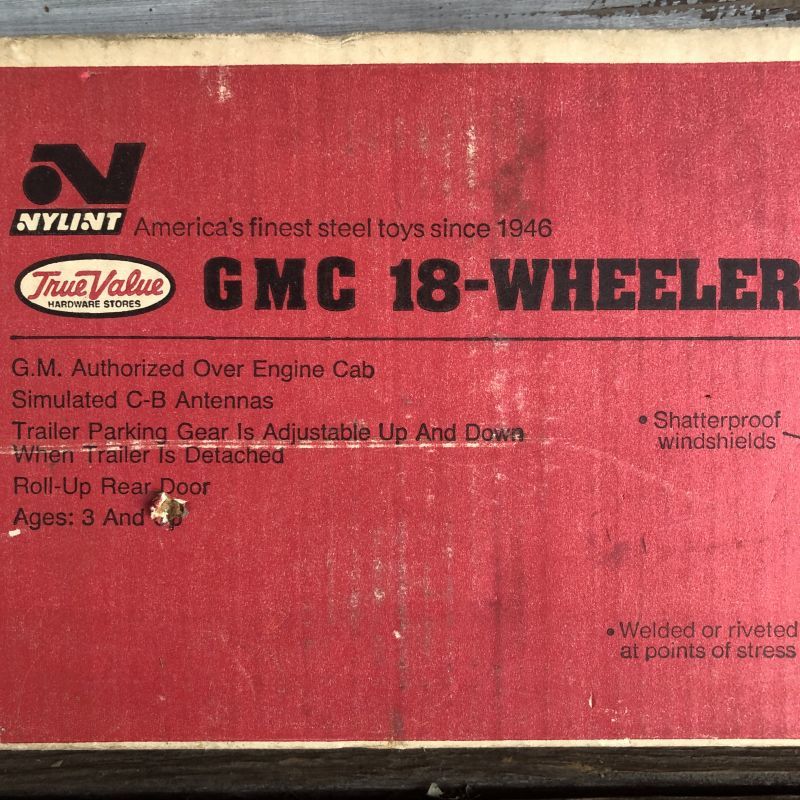 NYLINT
America's finest steel toys since 1946
True Value
HARDWARE STORES
GMC 18-WHEELER
G.M. Authorized Over Engine Cab
Simulated C-B Antennas
Trailer Parking Gear Is Adjustable Up And Down
When Trailer Is Detached
Roll-Up Rear Door
Ages: 3 And Up
• Shatterproof
windshields
• Welded or riveted
at points of stress